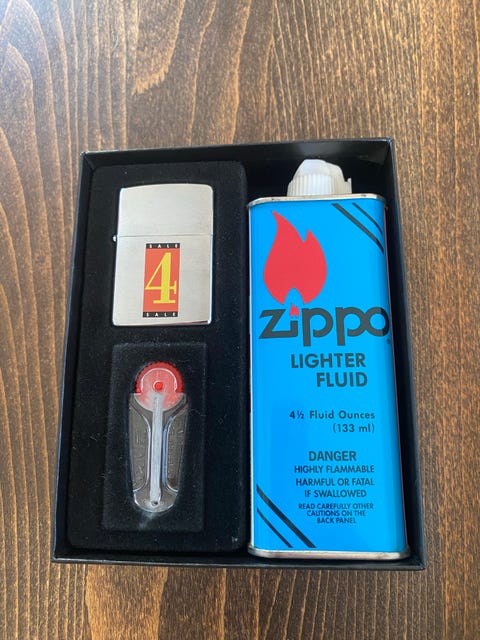 SALE
4
SALE
zippo®
LIGHTER
FLUID
4½ Fluid Ounces
(133 ml)
DANGER
HIGHLY FLAMMABLE
HARMFUL OR FATAL
IF SWALLOWED
READ CAREFULLY OTHER
CAUTIONS ON THE
BACK PANEL